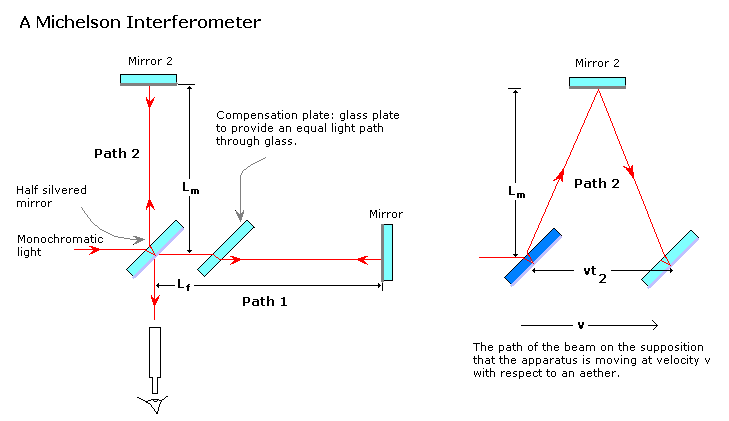 A Michelson Interferometer
Mirror 2
Compensation plate: glass plate
to provide an equal light path
through glass.
Path 2
Lm
Half silvered
mirror
Mirror
Monochromatic
light
Lf
Path 1
Mirror 2
Lm
Path 2
vt2
v
The path of the beam on the supposition
that the apparatus is moving at velocity v
with respect to an aether.